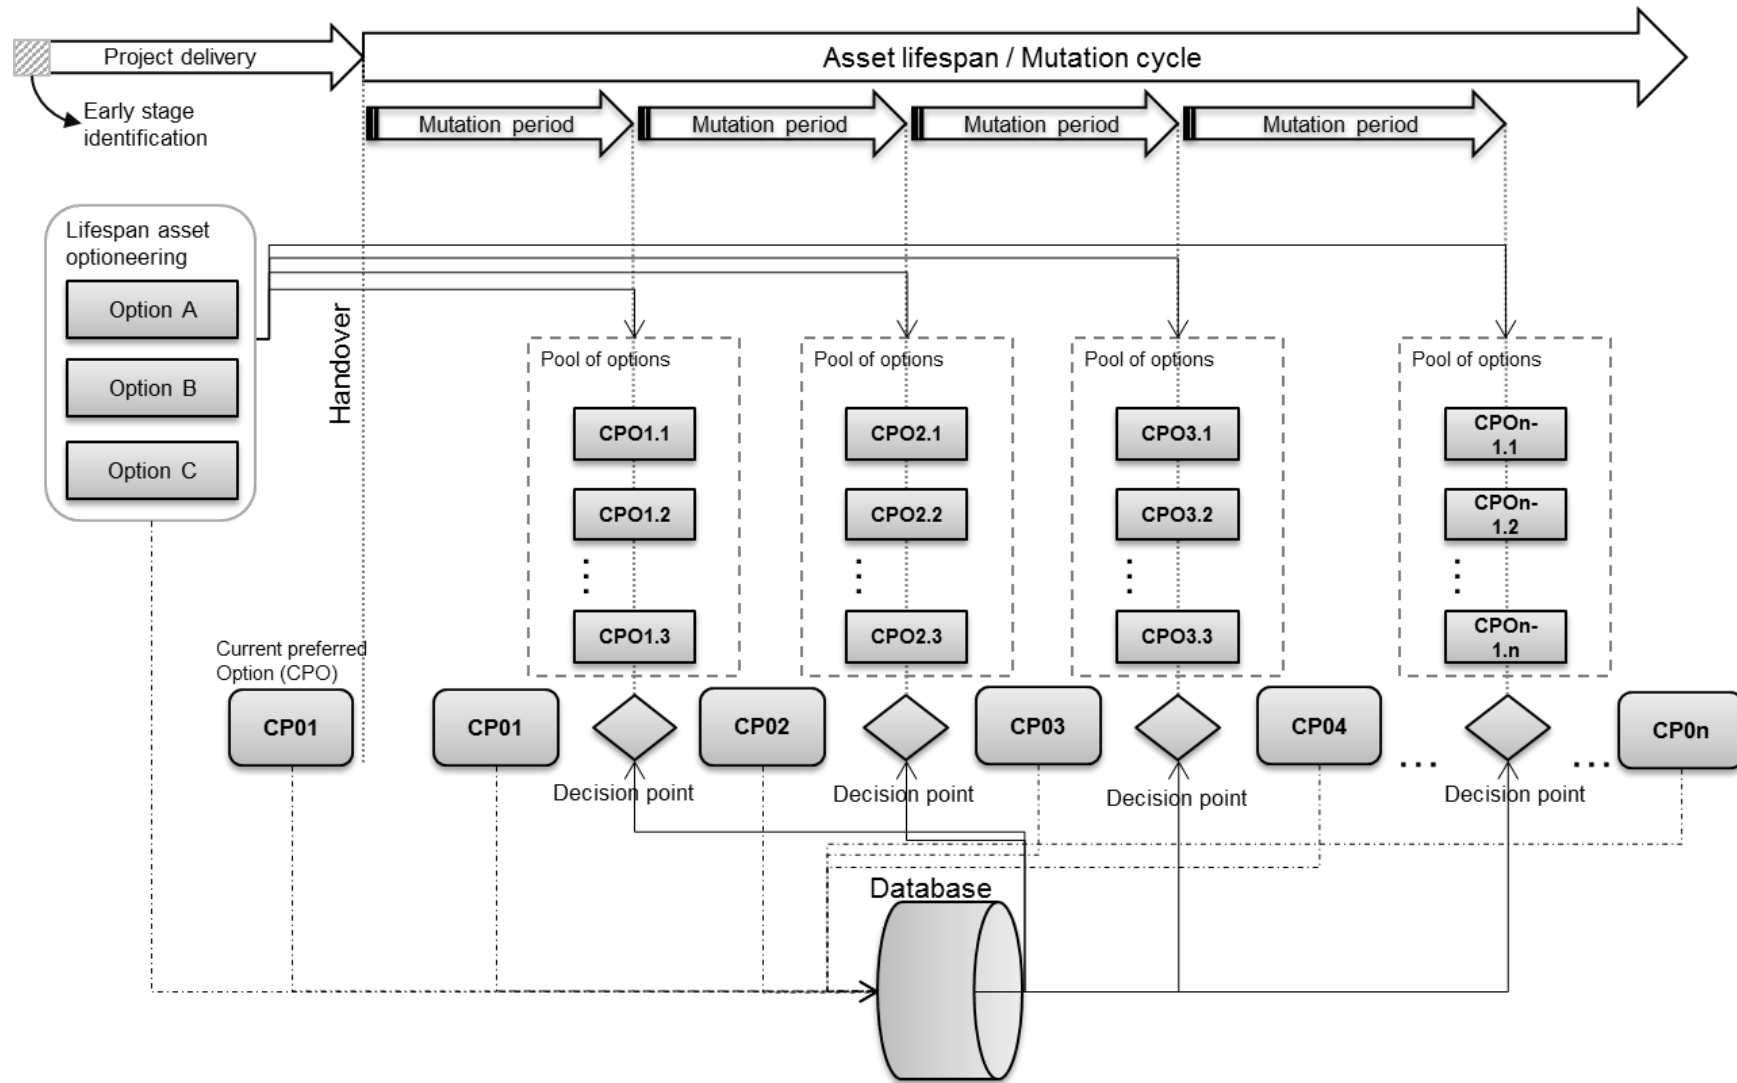 Project delivery
Asset lifespan / Mutation cycle
Early stage
identification
Mutation period
Mutation period
Mutation period
Mutation period
Lifespan asset
optioneering
Option A
Option B
Option C
Handover
Pool of options
CPO1.1
CPO1.2
⋮
CPO1.3
Pool of options
CPO2.1
CPO2.2
⋮
CPO2.3
Pool of options
CPO3.1
CPO3.2
⋮
CPO3.3
Pool of options
CPOn-
1.1
CPOn-
1.2
⋮
CPOn-
1.n
Current preferred
Option (CPO)
CP01
CP01
CP02
CP03
CP04
...
...
CP0n
Decision point
Decision point
Decision point
Decision point
Database